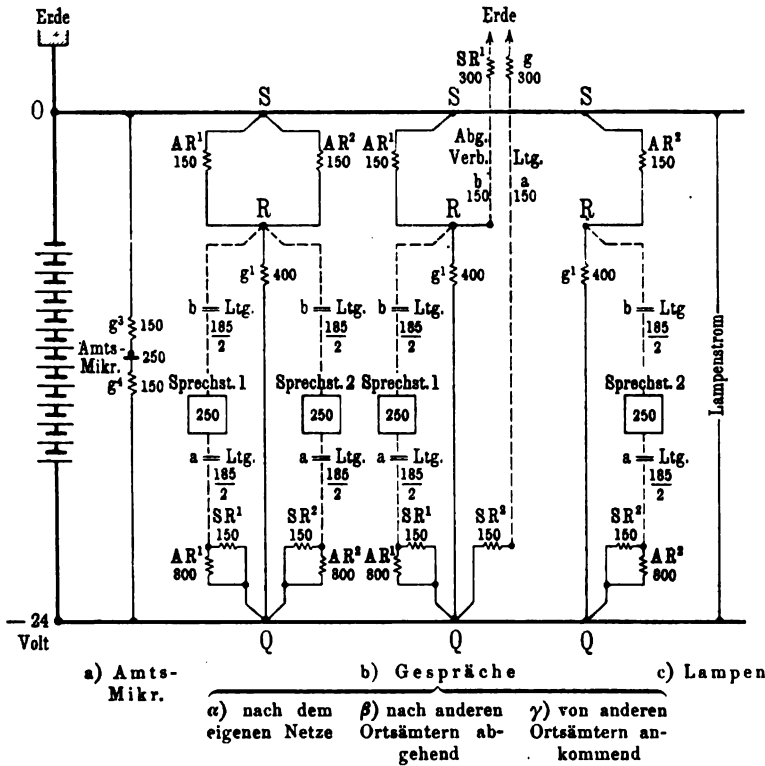 Erde
Erde
SR¹
300
g
300
0
S
S
S
AR¹
150
AR²
150
AR¹
150
Abg.
Verb.
b
150
Ltg.
a
150
AR²
150
R
R
R
g¹ 400
g¹ 400
g¹ 400
b Ltg.
185
2
b Ltg.
185
2
b Ltg.
185
2
b Ltg
185
2
g³ 150
Amts-
Mikr.
250
g⁴ 150
Sprechst.1
250
Sprechst.2
250
Sprechst.1
250
Sprechst.2
250
Lampenstrom
a Ltg.
185
2
a Ltg.
185
2
a Ltg.
185
2
a Ltg.
185
2
SR¹
150
SR²
150
SR¹
150
SR²
150
SR²
150
AR¹
800
AR²
800
AR¹
800
AR²
800
— 24
Volt
Q
Q
Q
a) Amts-
Mikr.
b) Gespräche
c) Lampen
α) nach dem
eigenen Netze
β) nach anderen
Ortsämtern ab-
gehend
γ) von anderen
Ortsämtern an-
kommend